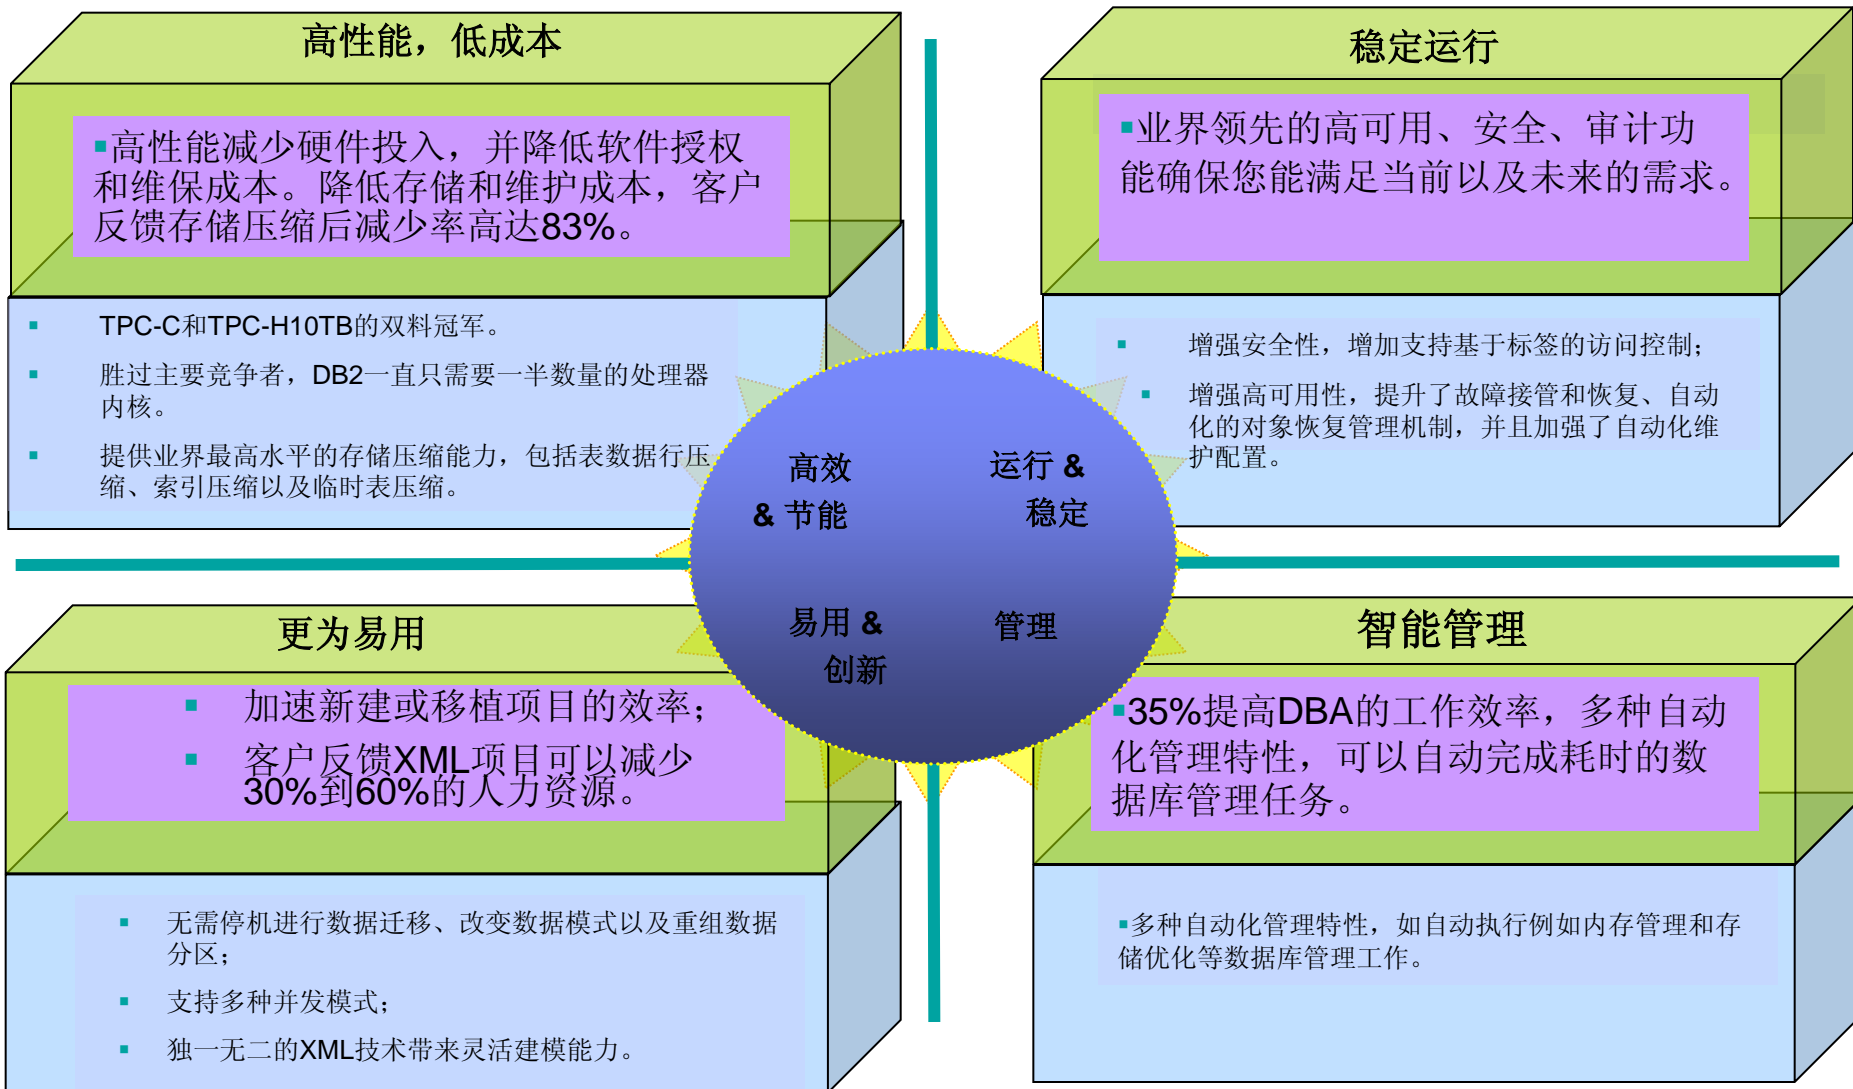 高性能，低成本
▪高性能减少硬件投入，并降低软件授权
和维保成本。降低存储和维护成本，客户
反馈存储压缩后减少率高达83%。
▪ TPC-C和TPC-H10TB的双料冠军。
▪ 胜过主要竞争者，DB2一直只需要一半数量的处理器
内核。
▪ 提供业界最高水平的存储压缩能力，包括表数据行压
缩、索引压缩以及临时表压缩。
稳定运行
▪业界领先的高可用、安全、审计功
能确保您能满足当前以及未来的需求。
▪ 增强安全性，增加支持基于标签的访问控制；
▪ 增强高可用性，提升了故障接管和恢复、自动
化的对象恢复管理机制，并且加强了自动化维
护配置。
高效
& 节能
运行 &
稳定
易用 &
创新
管理
更为易用
▪ 加速新建或移植项目的效率；
▪ 客户反馈XML项目可以减少
30%到60%的人力资源。
▪ 无需停机进行数据迁移、改变数据模式以及重组数据
分区；
▪ 支持多种并发模式；
▪ 独一无二的XML技术带来灵活建模能力。
智能管理
▪35%提高DBA的工作效率，多种自动
化管理特性，可以自动完成耗时的数
据库管理任务。
▪多种自动化管理特性，如自动执行例如内存管理和存
储优化等数据库管理工作。